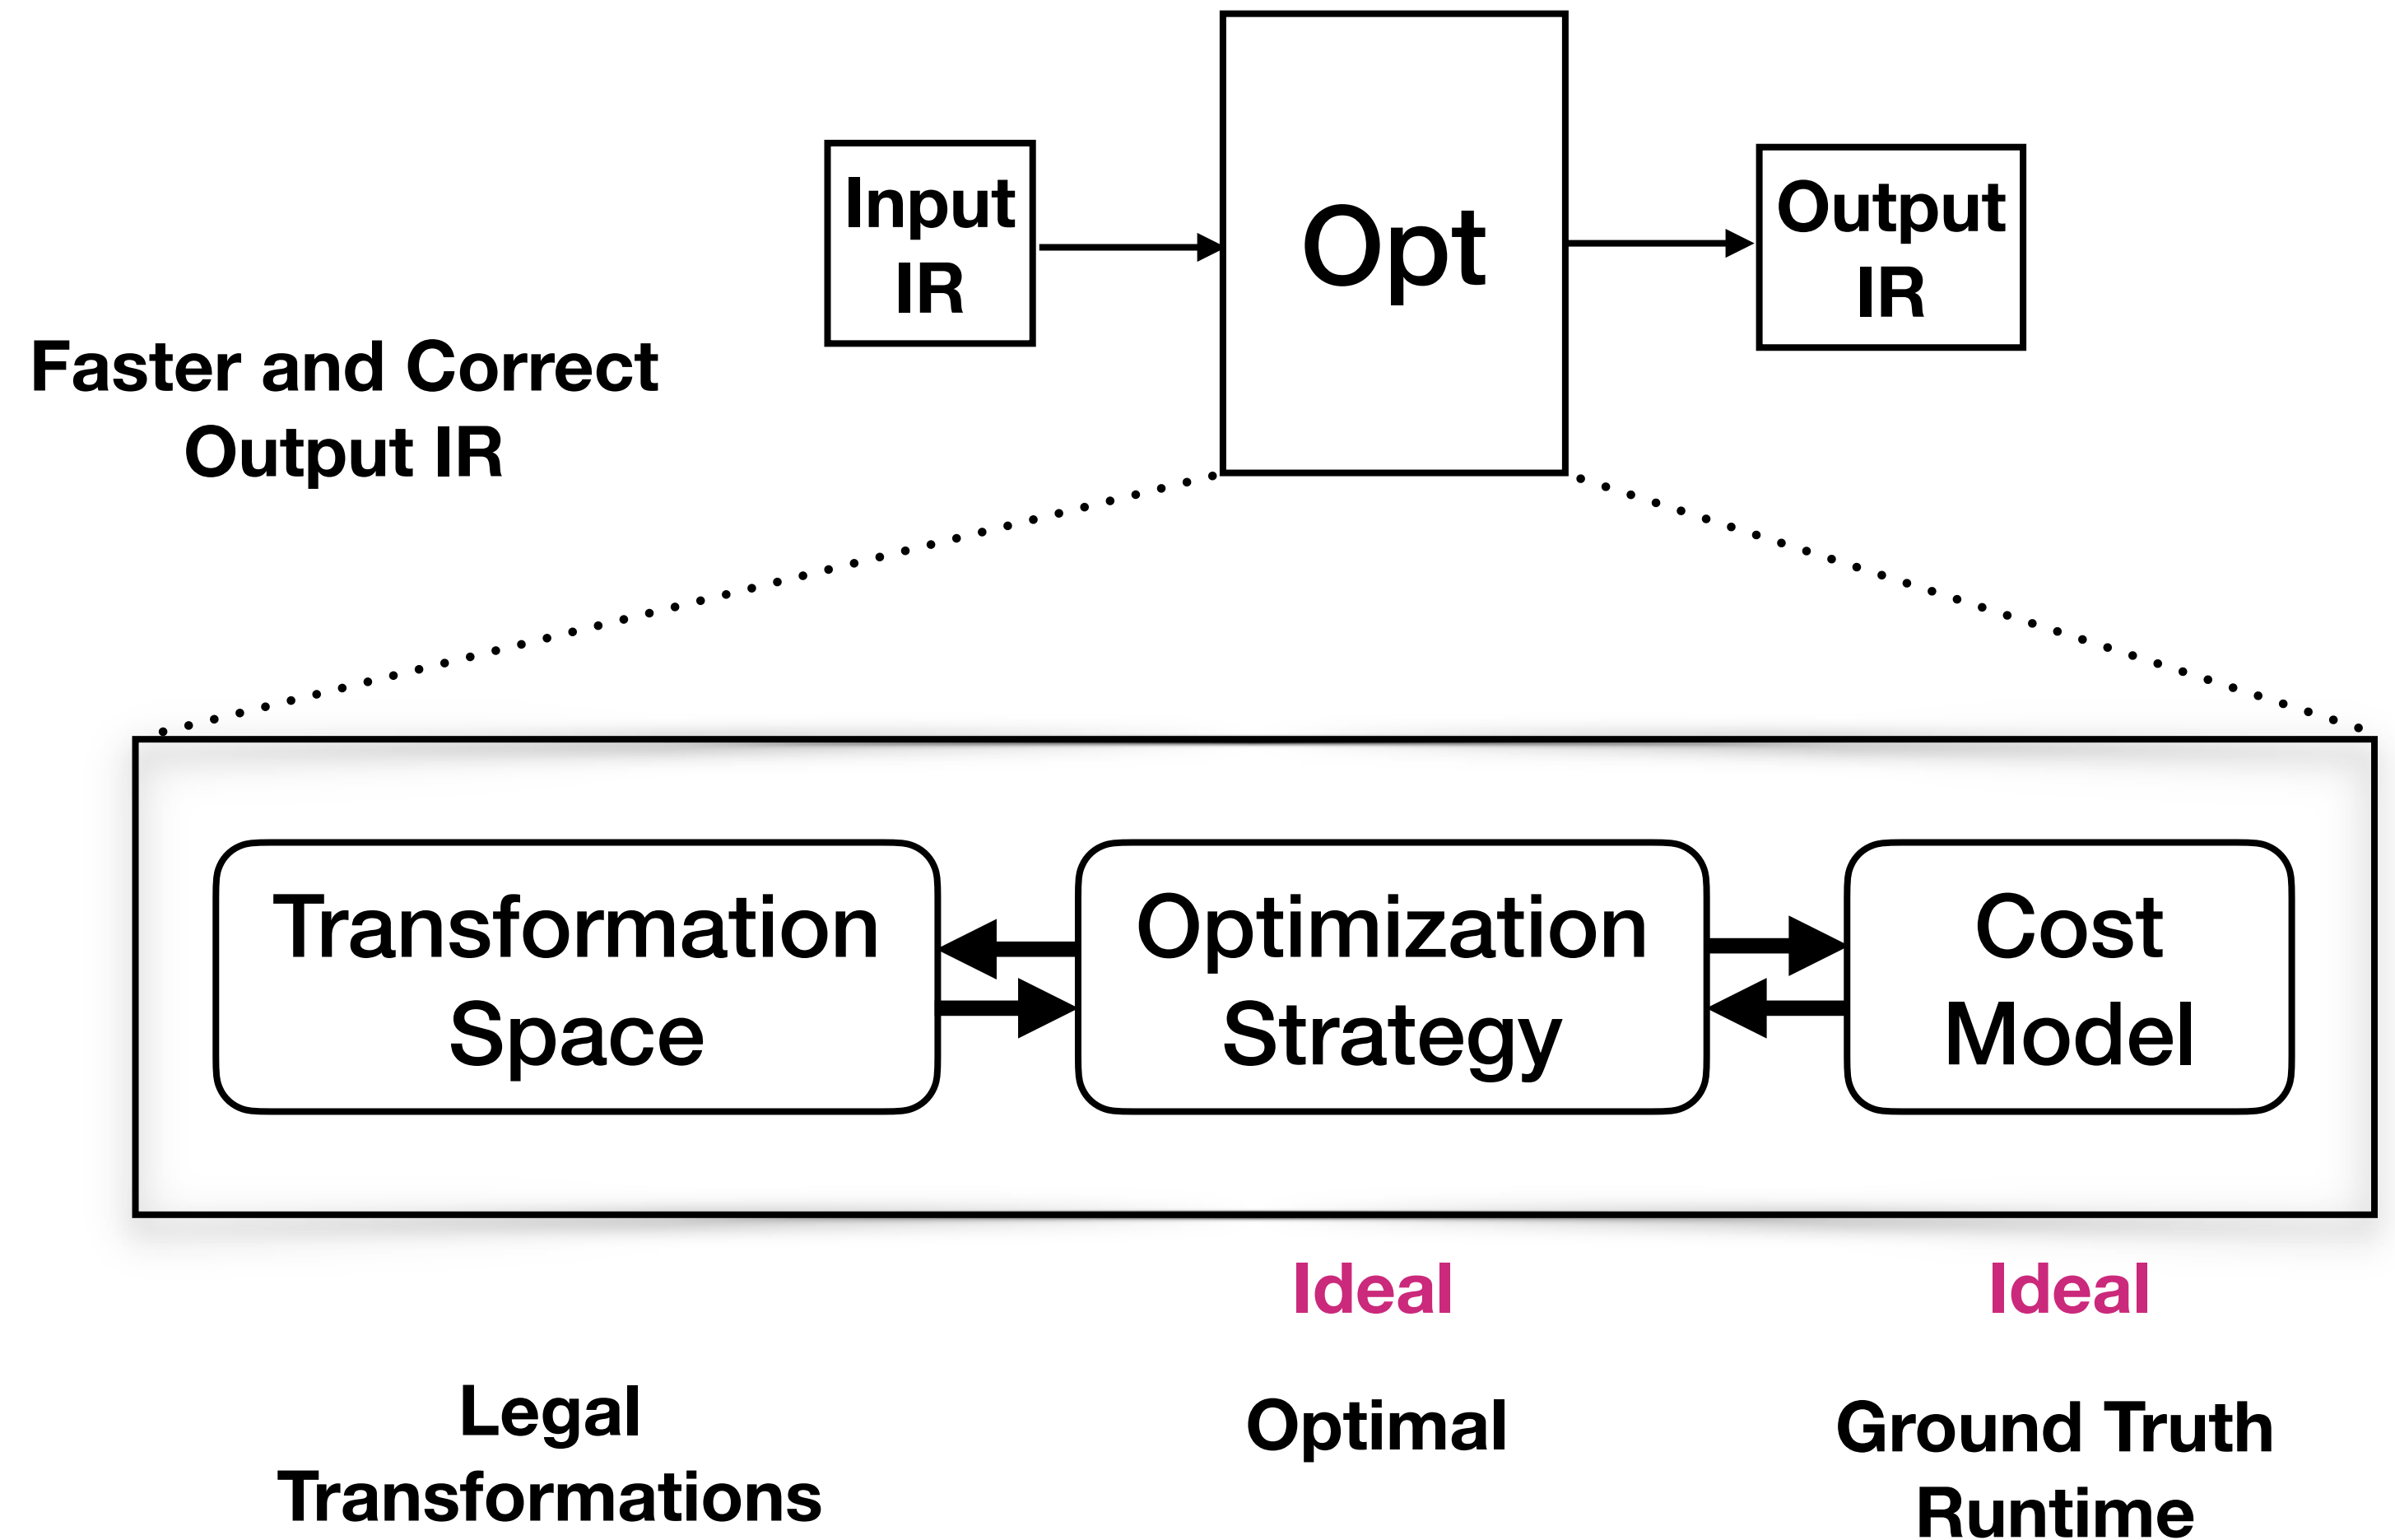 Input
IR
Opt
Output
IR
Faster and Correct
Output IR
Transformation
Space
Optimization
Strategy
Cost
Model
Ideal
Ideal
Legal
Transformations
Optimal
Ground Truth
Runtime